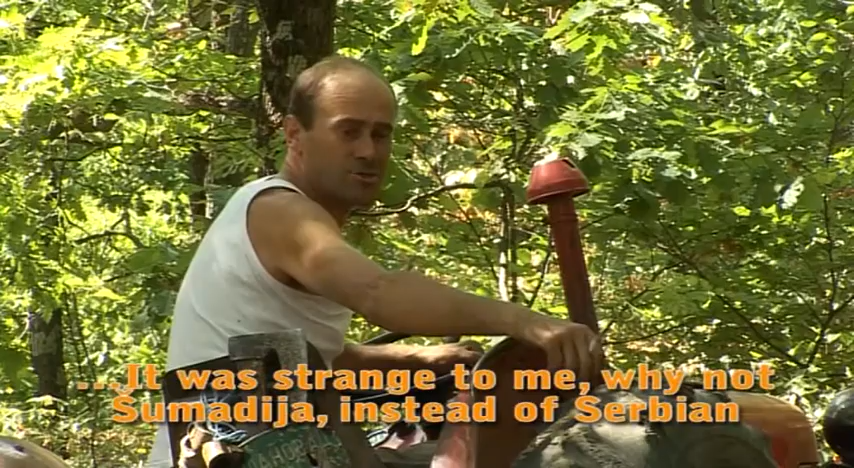 ...It was strange to me, why not
Šumadija, instead of Serbian